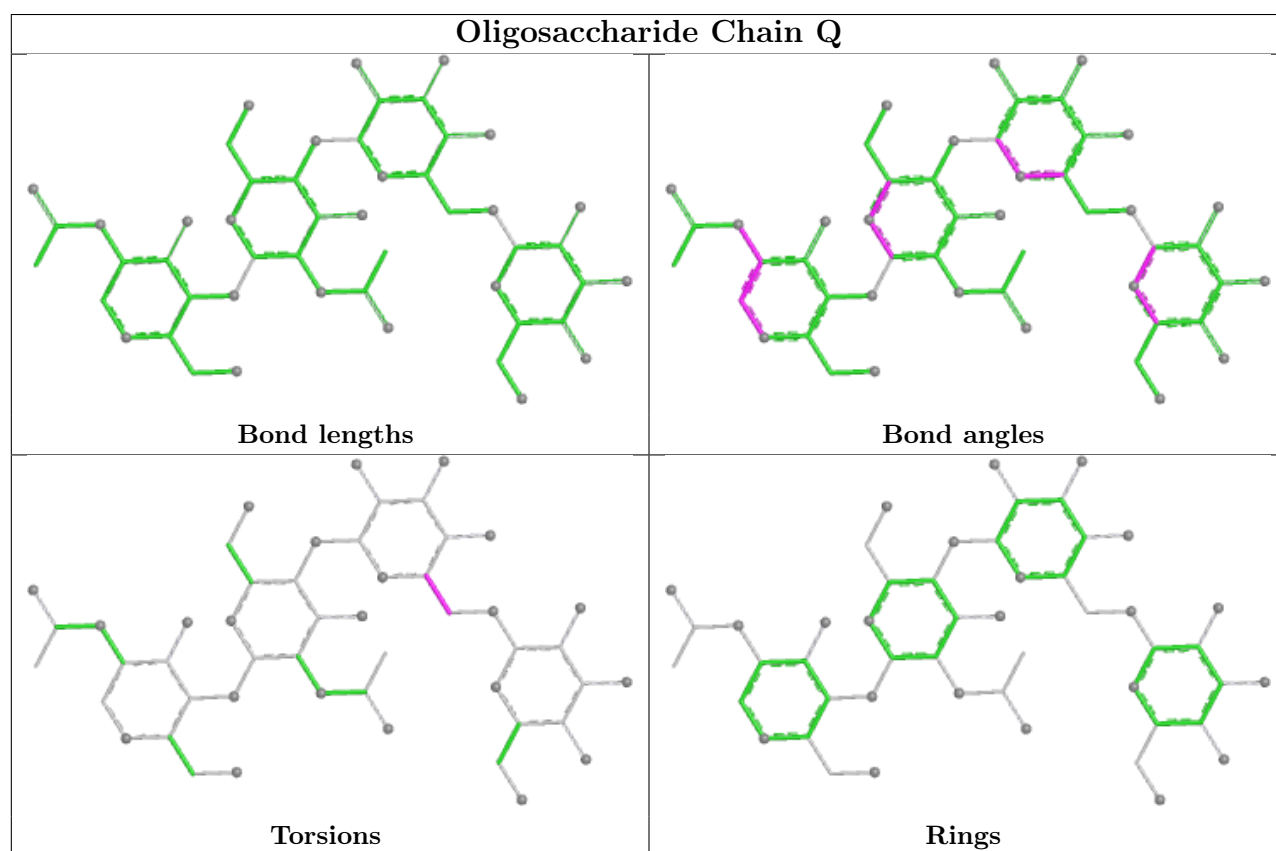 Oligosaccharide Chain Q
Bond lengths
Bond angles
Torsions
Rings